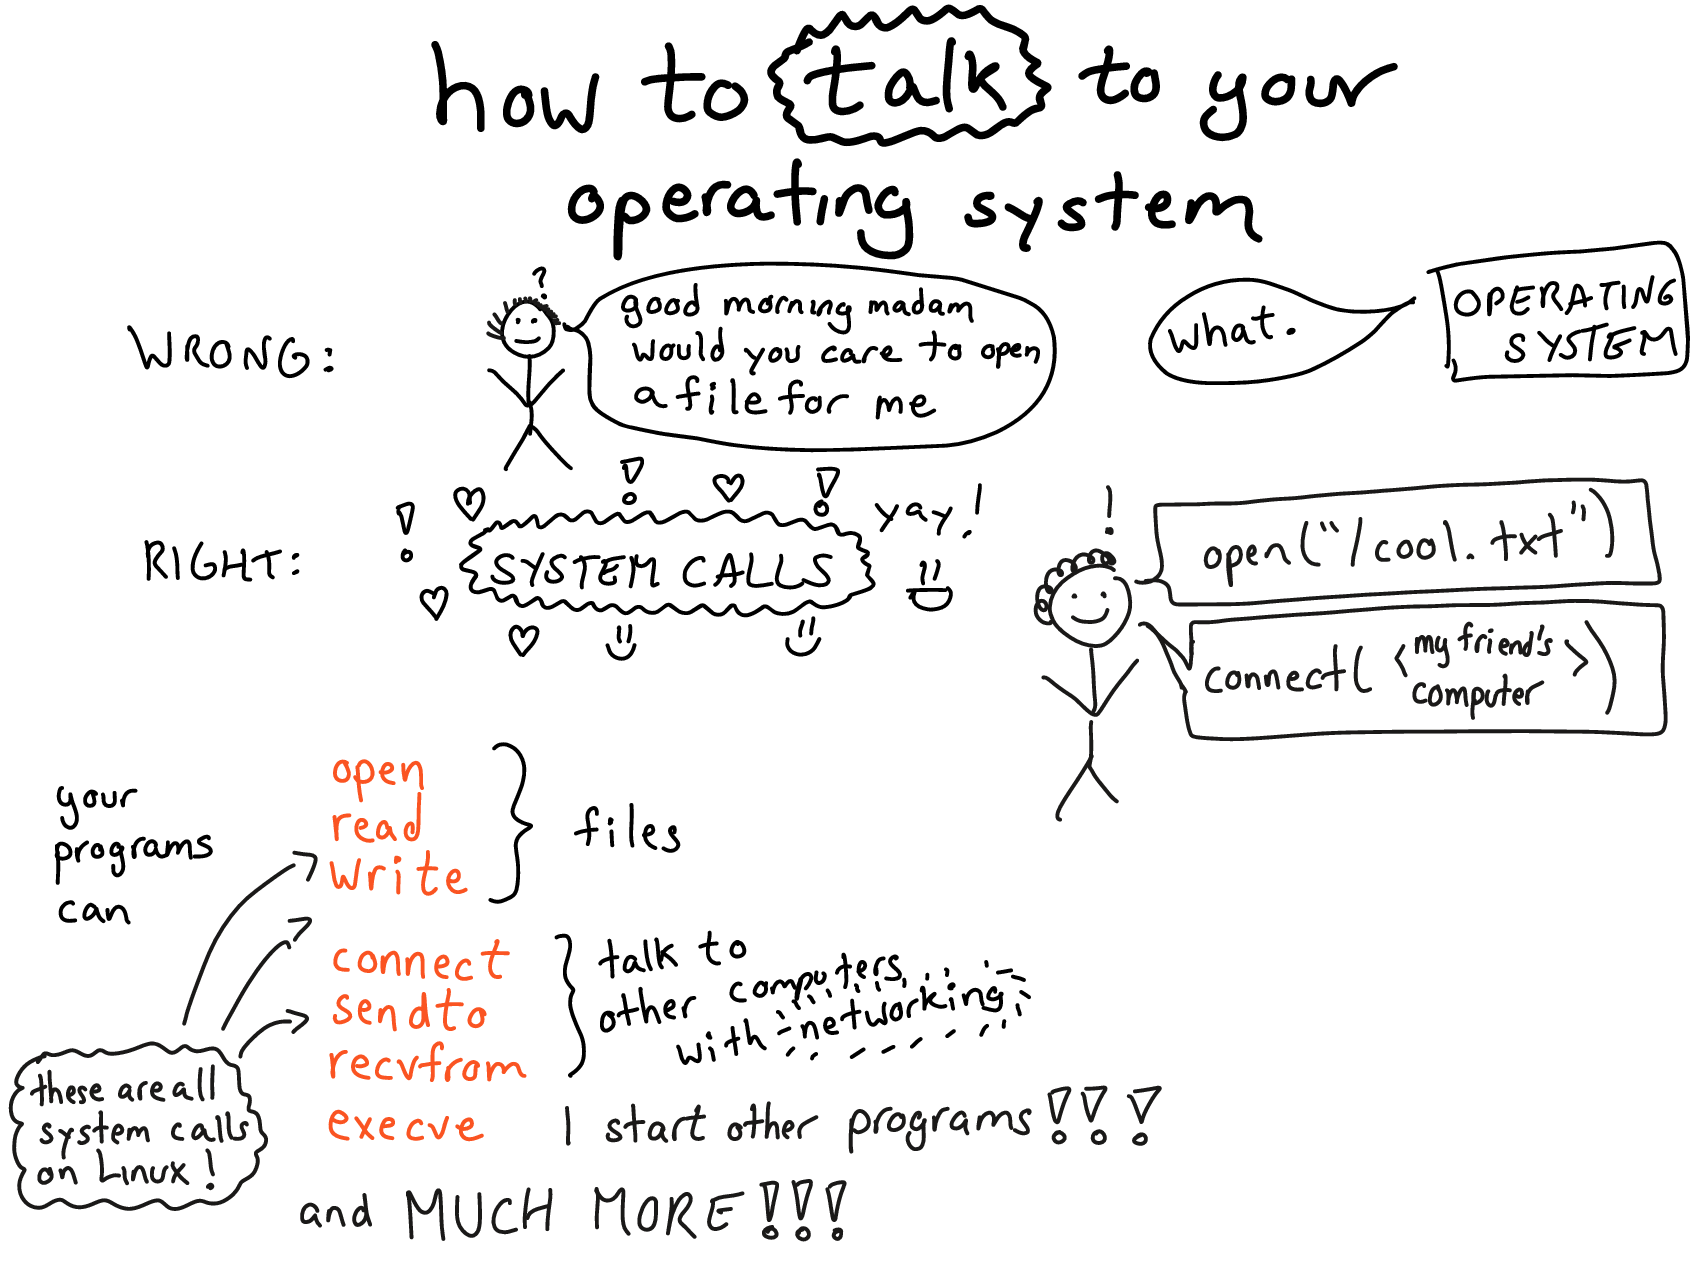 how to talk to your
operating system
WRONG:
?
good morning madam
would you care to open
a file for me
what.
OPERATING
SYSTEM
RIGHT:
SYSTEM CALLS
yay!
!
open("/cool.txt")
connect( <my friend's
computer> )
your
programs
can
open
read
write
files
connect
sendto
recvfrom
talk to
other computers
with networking
execve | start other programs!!!
these are all
system calls
on Linux!
and MUCH MORE!!!